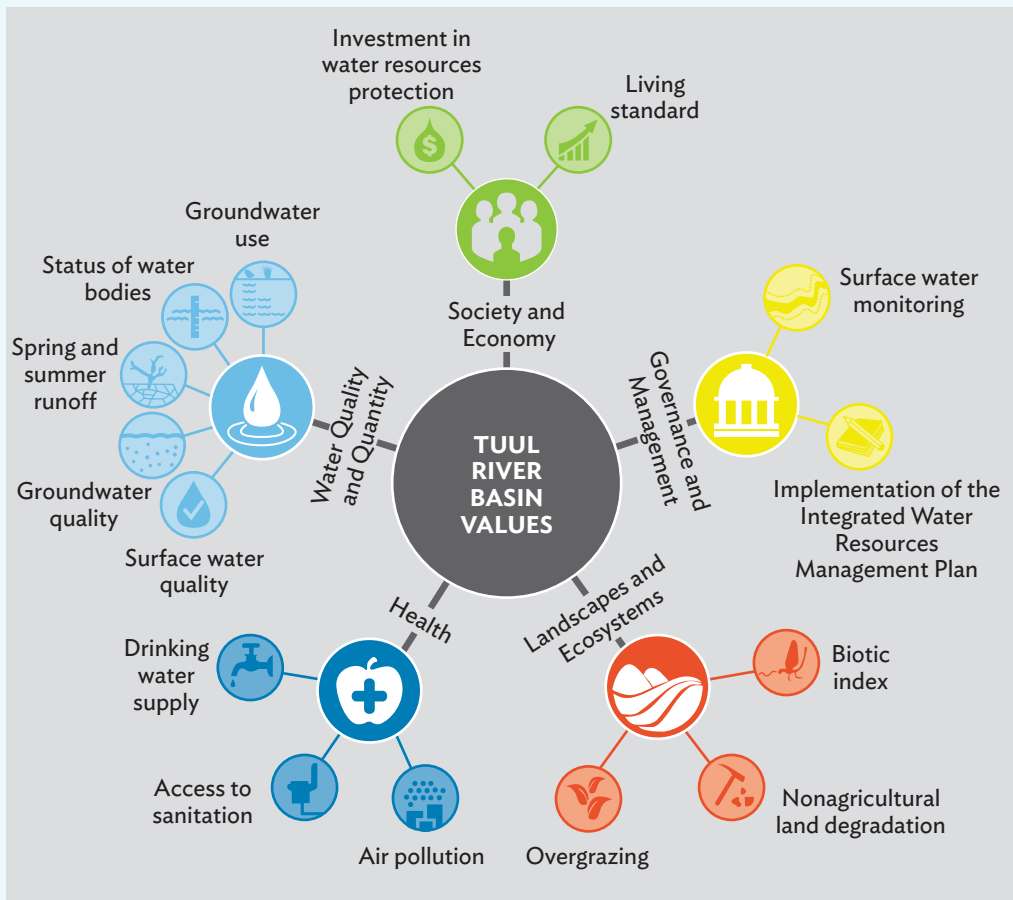 Investment in
water resources
protection
Living
standard
Society and
Economy
Groundwater
use
Status of water
bodies
Spring and
summer
runoff
Groundwater
quality
Surface water
quality
Water Quality
and Quantity
TUUL
RIVER
BASIN
VALUES
Governance and
Management
Surface water
monitoring
Implementation of the
Integrated Water
Resources
Management Plan
Health
Drinking
water
supply
Access to
sanitation
Air pollution
Landscapes and
Ecosystems
Biotic
index
Nonagricultural
land degradation
Overgrazing
$